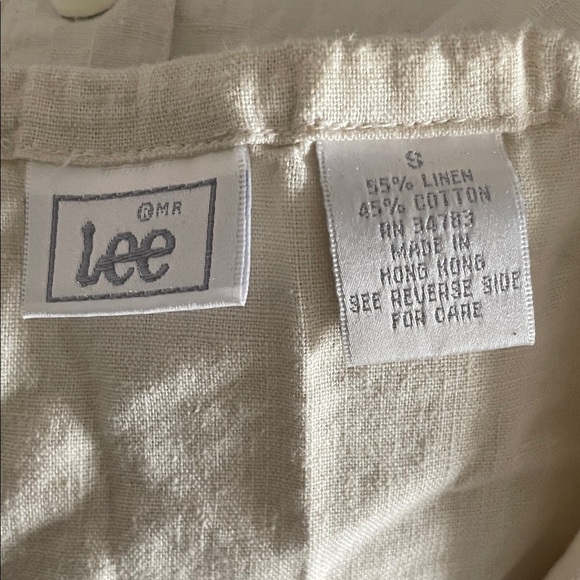 ®MR
Lee
S
55% LINEN
45% COTTON
RN 34783
MADE IN
HONG KONG
SEE REVERSE SIDE
FOR CARE